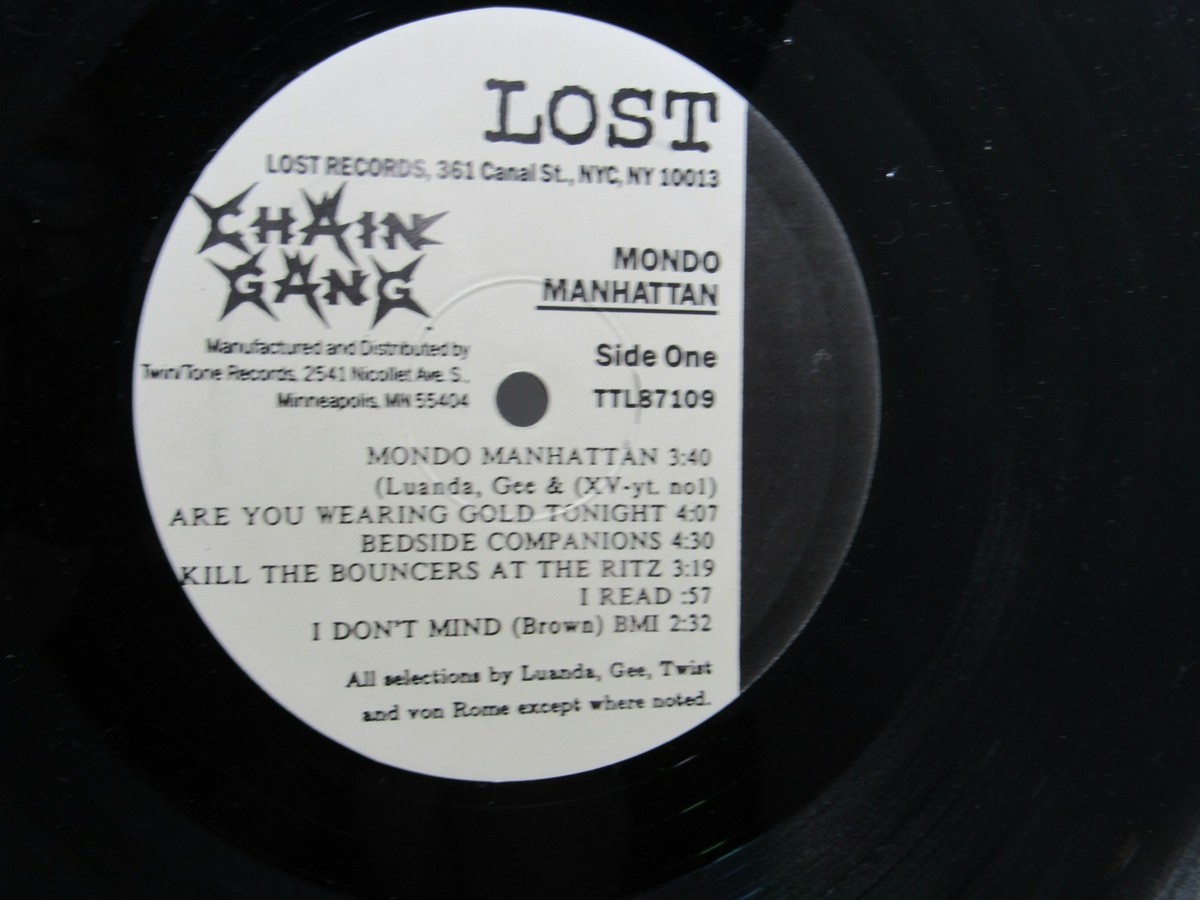 LOST
LOST RECORDS, 361 Canal St., NYC, NY 10013
CHAIN
GANG
MONDO
MANHATTAN
Manufactured and Distributed by
Twin/Tone Records, 2541 Nicollet Ave. S.,
Minneapolis, MN 55404
Side One
TTL87109
MONDO MANHATTAN 3:40
(Luanda, Gee & (XV-yt. no1)
ARE YOU WEARING GOLD TONIGHT 4:07
BEDSIDE COMPANIONS 4:30
KILL THE BOUNCERS AT THE RITZ 3:19
I READ :57
I DON'T MIND (Brown) BMI 2:32
All selections by Luanda, Gee, Twist
and von Rome except where noted.